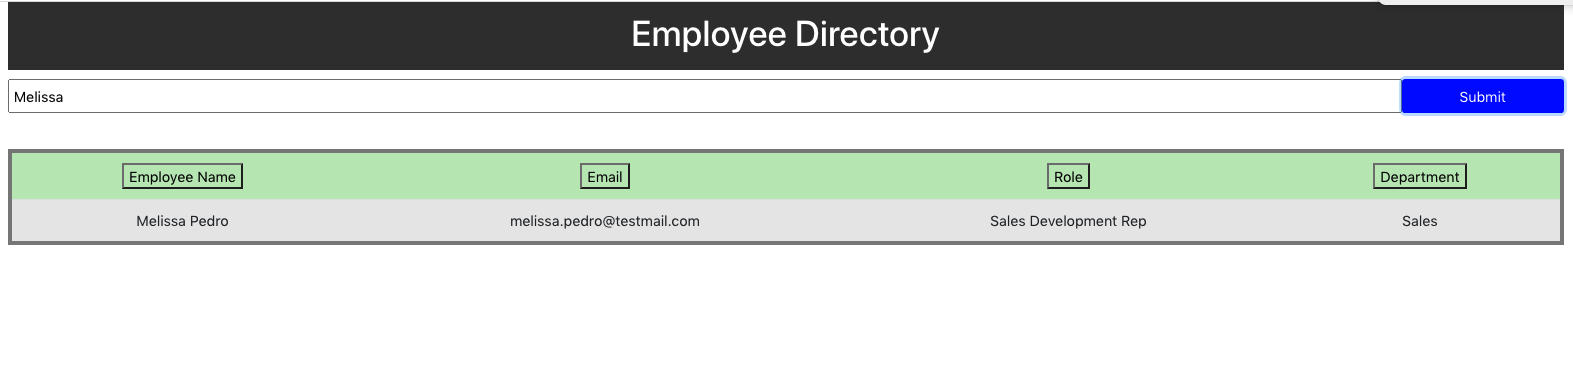 Employee Directory
Melissa Submit
Employee Name Email Role Department
Melissa Pedro melissa.pedro@testmail.com Sales Development Rep Sales